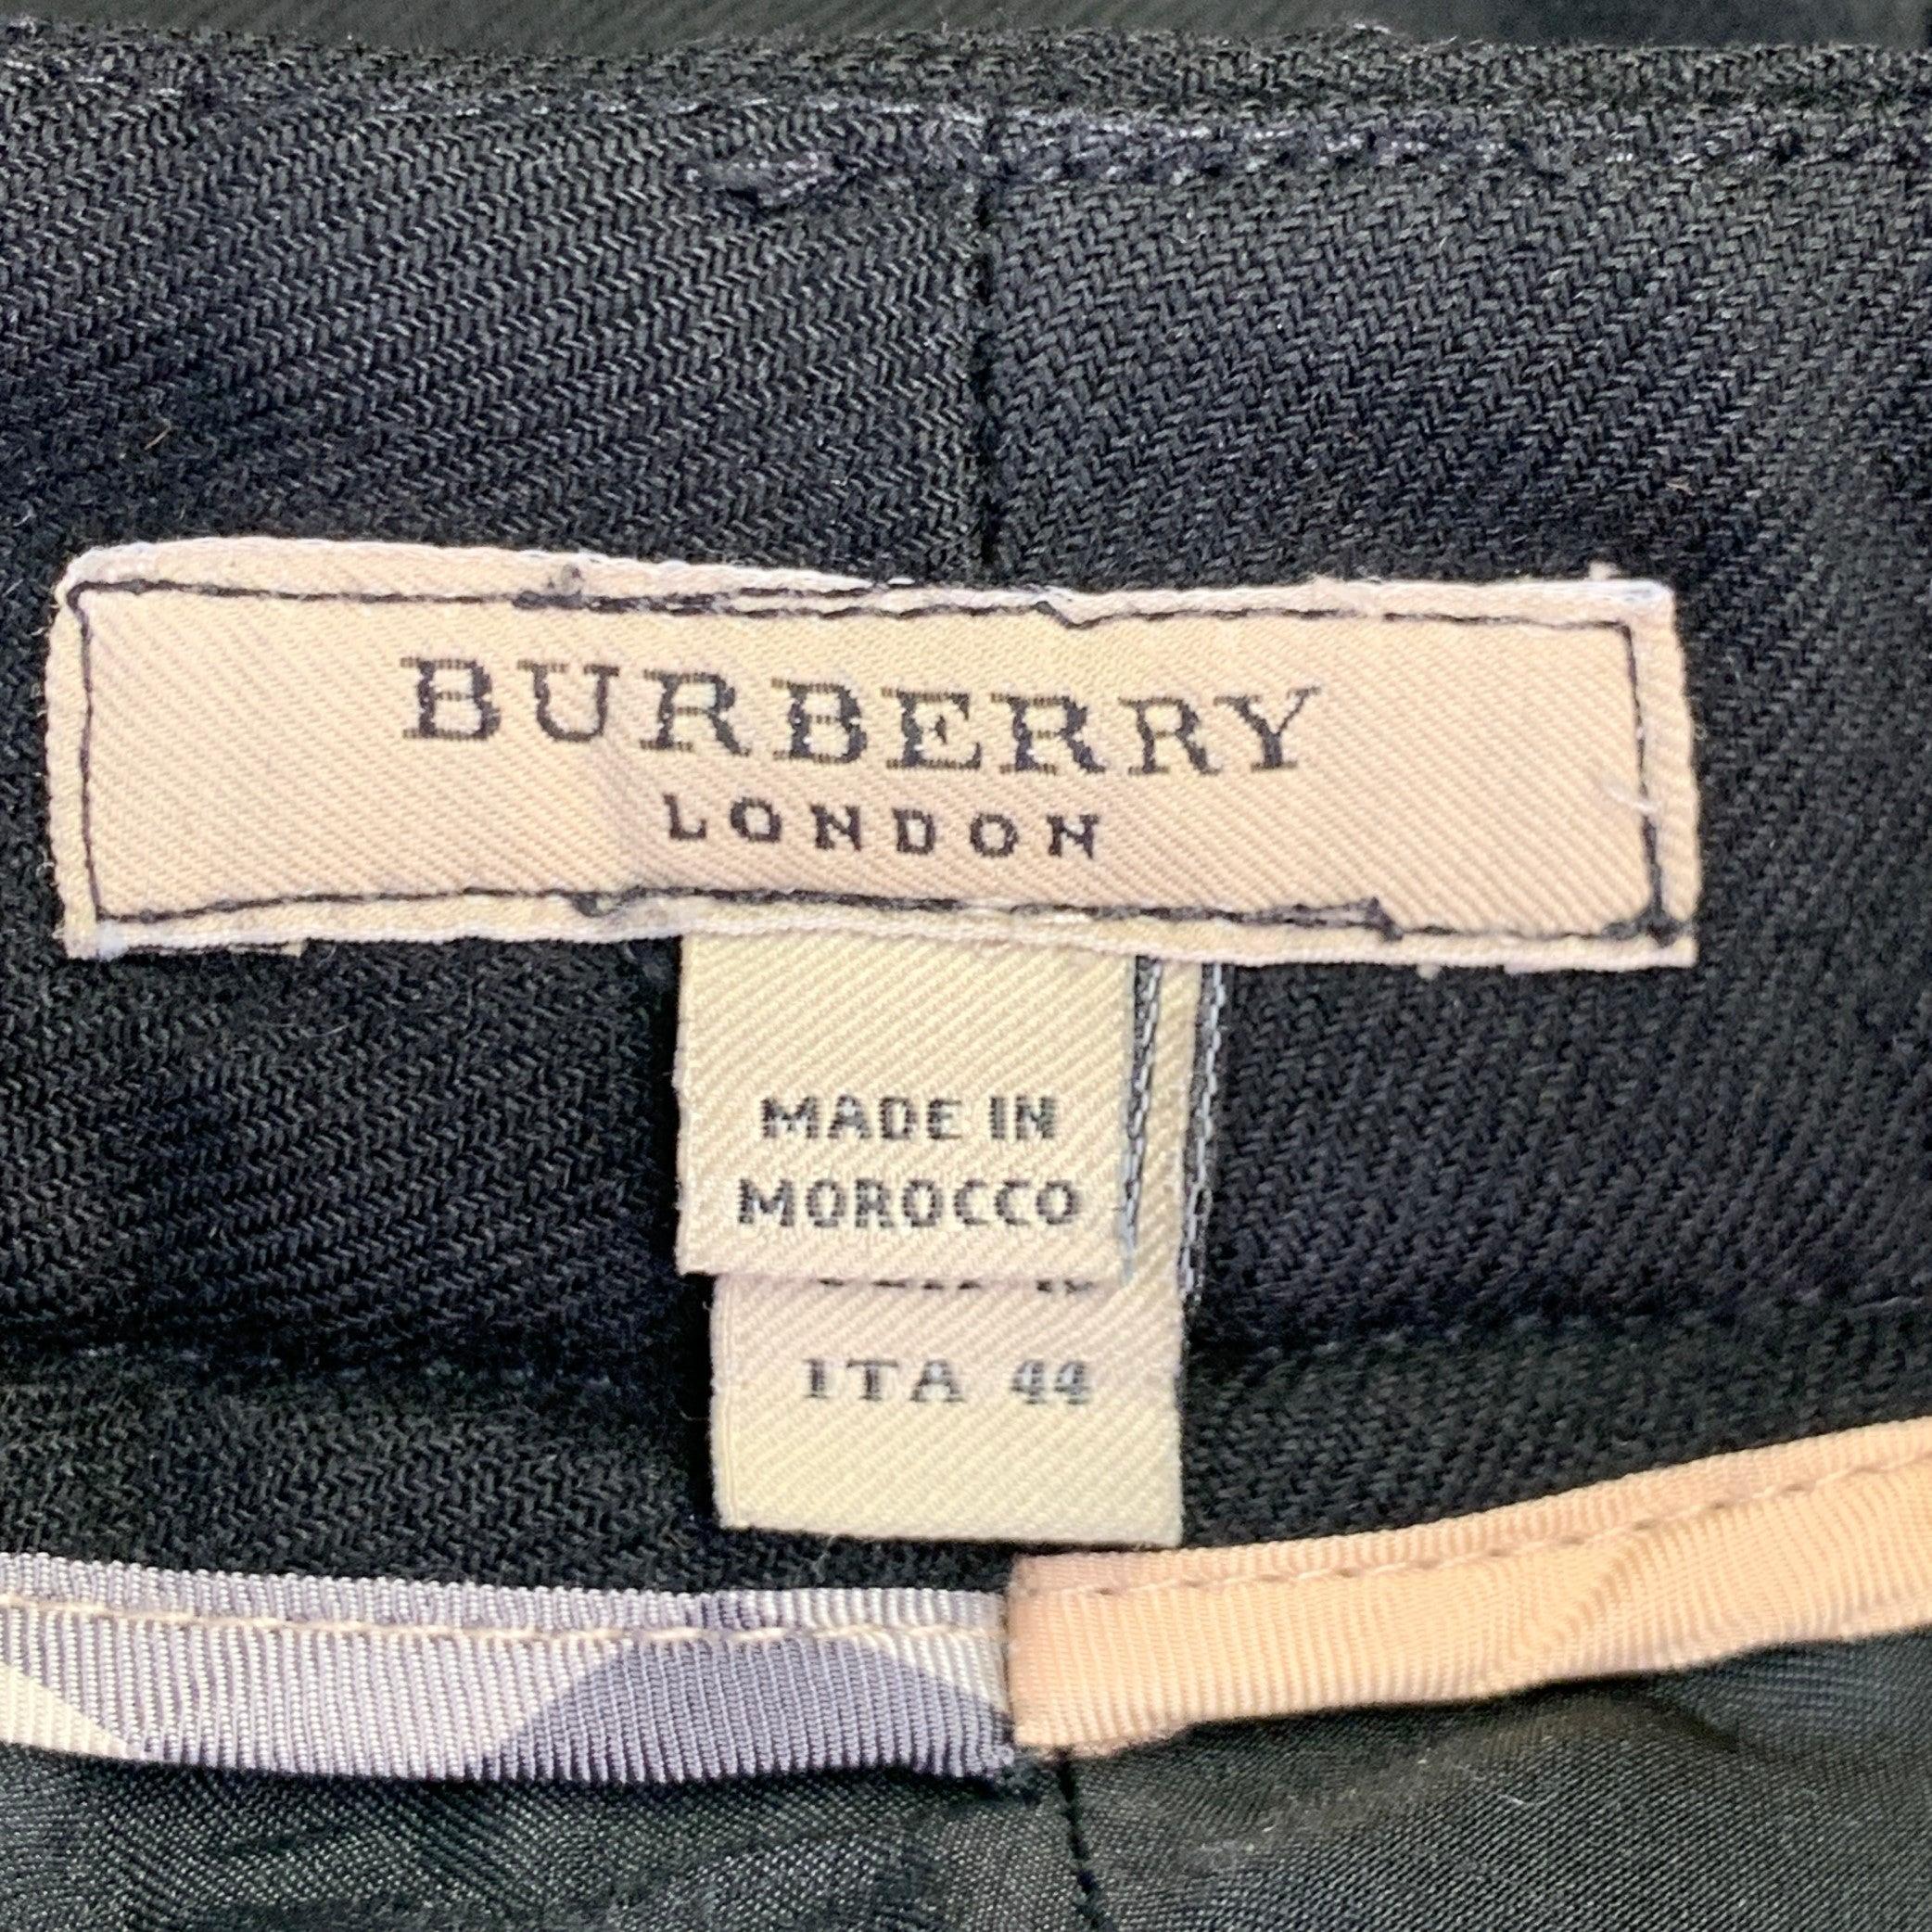 BURBERRY
LONDON
MADE IN
MOROCCO
ITA 44